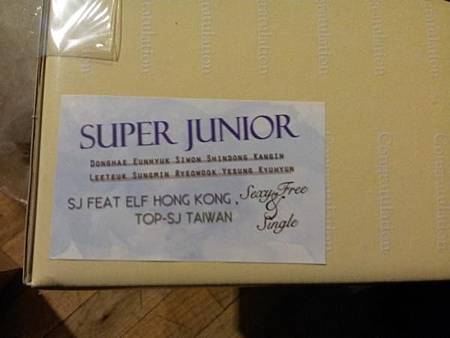 SUPER JUNIOR
DONGHAE EUNHYUK SIWON SHINDONG KANGIN
LEETEUK SUNGMIN RYEOWOOK YESUNG KYUHYUN
SJ FEAT ELF HONG KONG ,
TOP-SJ TAIWAN
Sexy, Free
&
Single